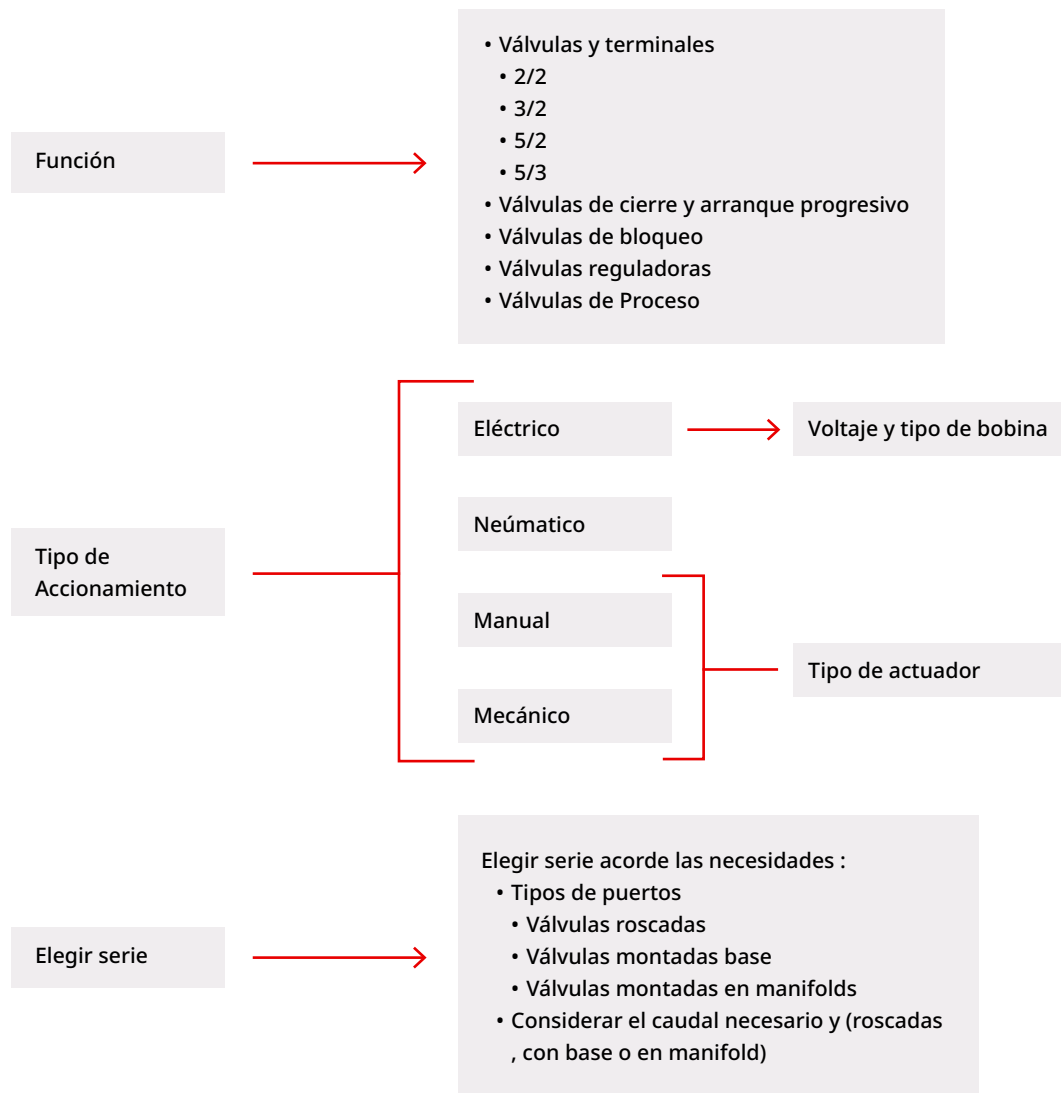 • Válvulas y terminales
• 2/2
• 3/2
• 5/2
• 5/3
• Válvulas de cierre y arranque progresivo
• Válvulas de bloqueo
• Válvulas reguladoras
• Válvulas de Proceso
Función
Eléctrico
Voltaje y tipo de bobina
Neúmatico
Tipo de
Accionamiento
Manual
Mecánico
Tipo de actuador
Elegir serie
Elegir serie acorde las necesidades :
• Tipos de puertos
• Válvulas roscadas
• Válvulas montadas base
• Válvulas montadas en manifolds
• Considerar el caudal necesario y (roscadas
, con base o en manifold)